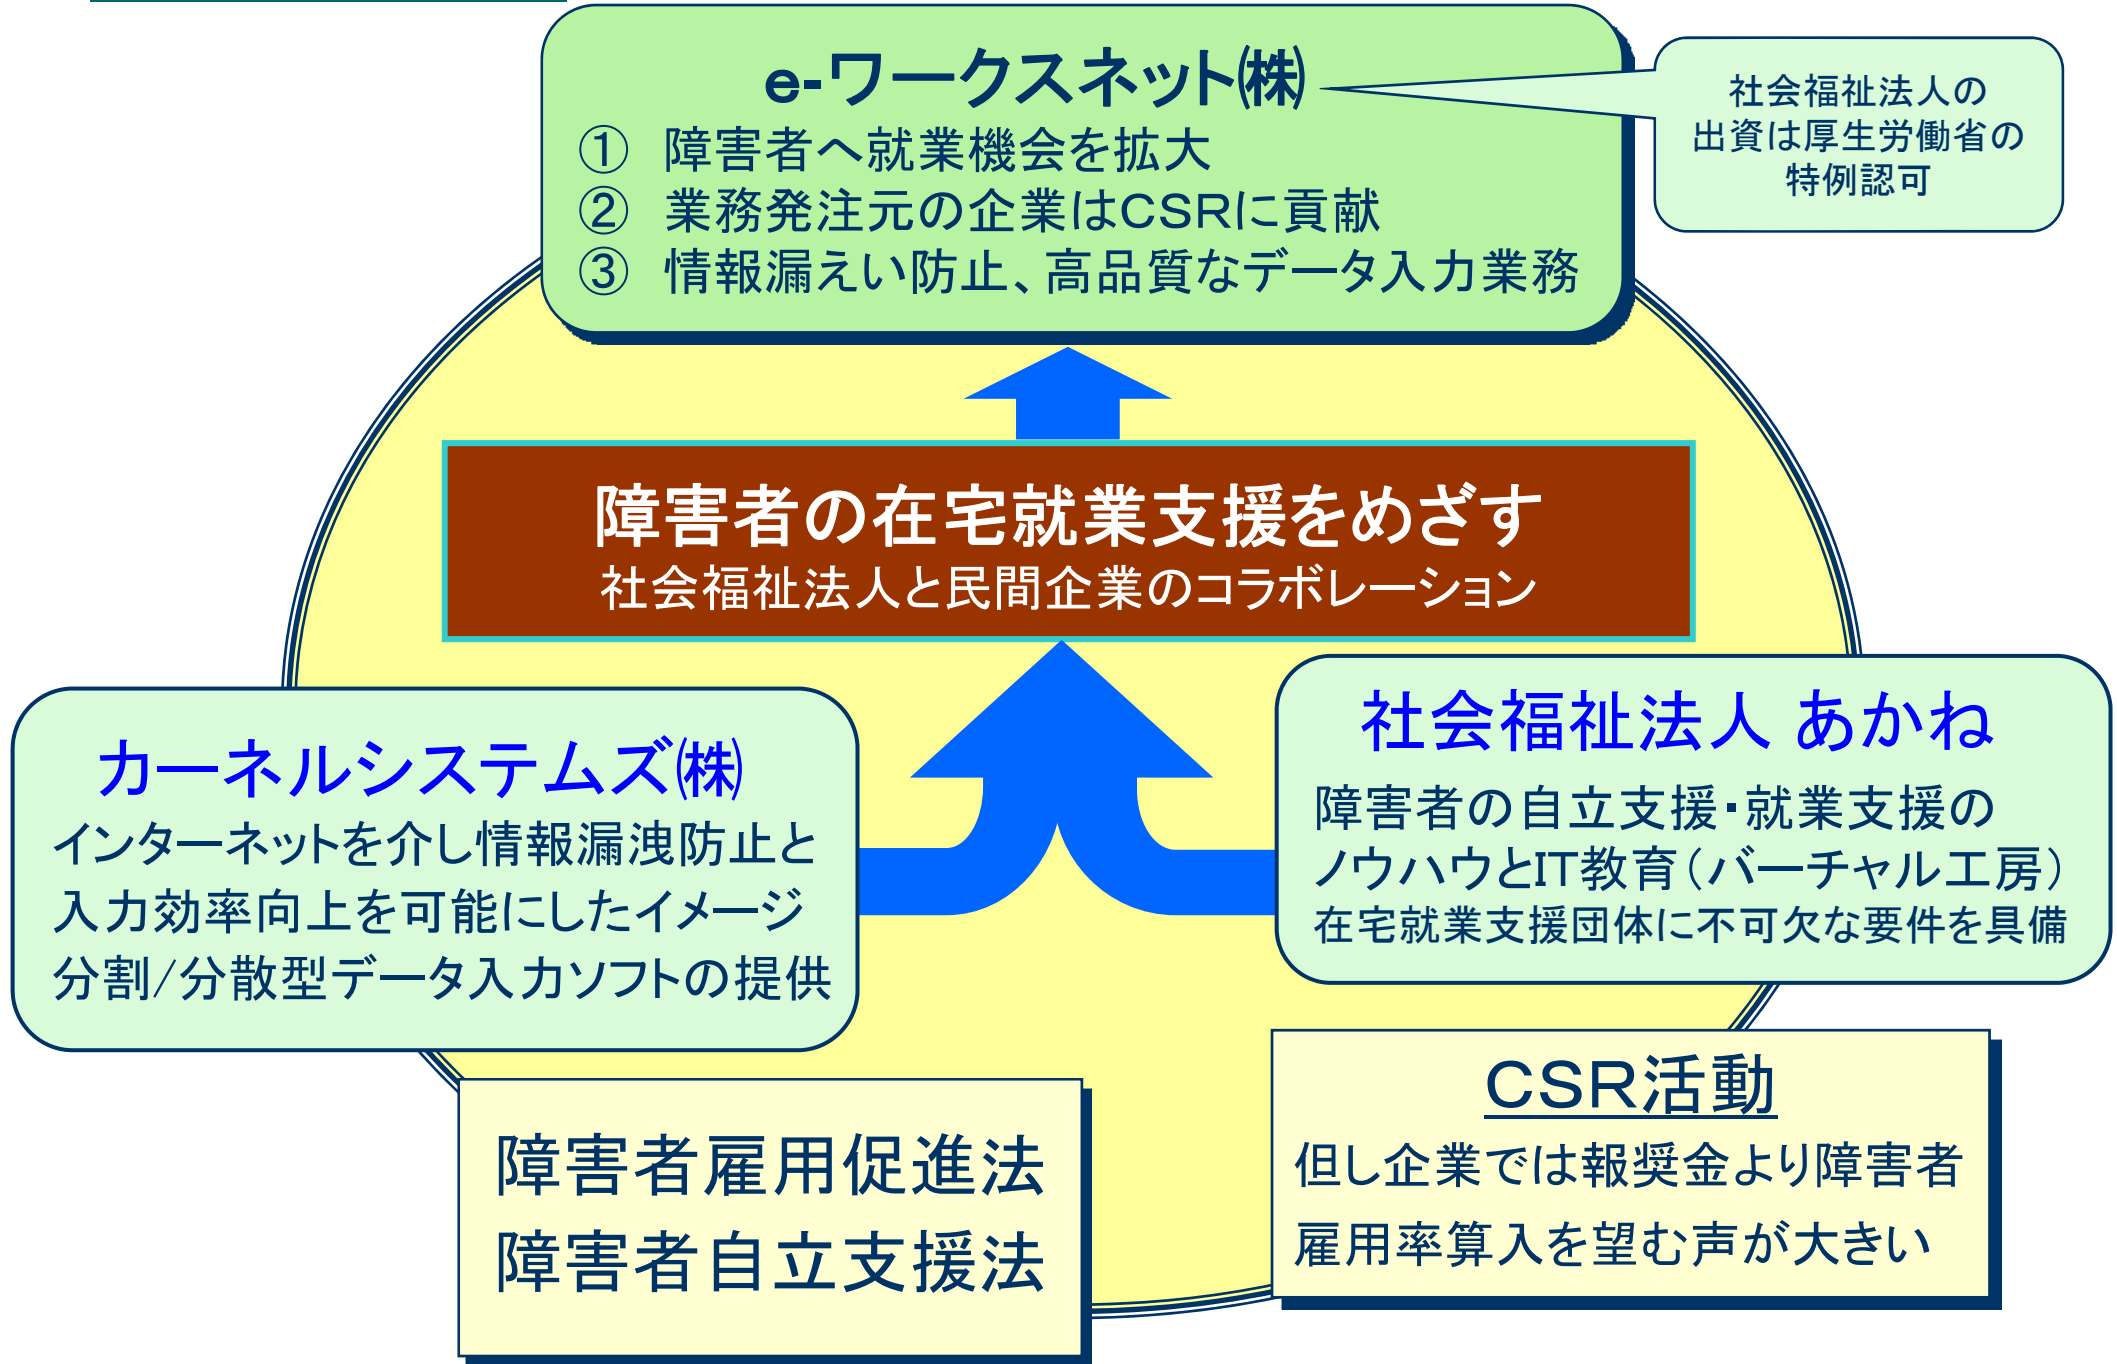 e-ワークスネット㈱
① 障害者へ就業機会を拡大
② 業務発注元の企業はCSRに貢献
③ 情報漏えい防止、高品質なデータ入力業務
社会福祉法人の
出資は厚生労働省の
特例認可
障害者の在宅就業支援をめざす
社会福祉法人と民間企業のコラボレーション
カーネルシステムズ㈱
インターネットを介し情報漏洩防止と
入力効率向上を可能にしたイメージ
分割/分散型データ入力ソフトの提供
社会福祉法人 あかね
障害者の自立支援・就業支援の
ノウハウとIT教育（バーチャル工房）
在宅就業支援団体に不可欠な要件を具備
障害者雇用促進法
障害者自立支援法
CSR活動
但し企業では報奨金より障害者
雇用率算入を望む声が大きい